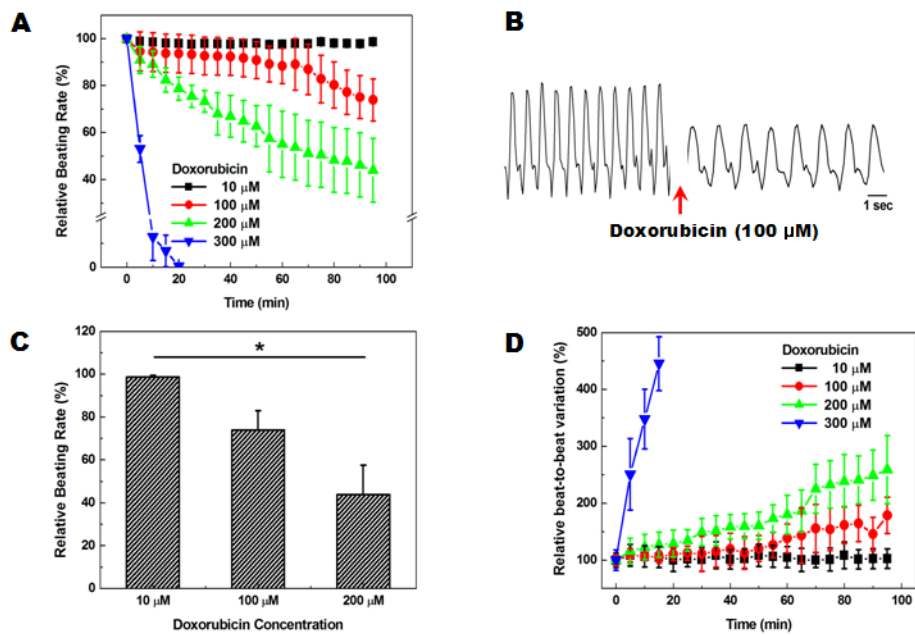 A
Relative Beating Rate (%)
100
80
60
40
0
Doxorubicin
10 μM
100 μM
200 μM
300 μM
0 20 40 60 80 100
Time (min)
B
1 sec
Doxorubicin (100 μM)
C
Relative Beating Rate (%)
120
100
80
60
40
20
0
*
10 μM 100 μM 200 μM
Doxorubicin Concentration
D
Relative beat-to-beat variation (%)
500
400
300
200
100
Doxorubicin
10 μM
100 μM
200 μM
300 μM
0 20 40 60 80 100
Time (min)